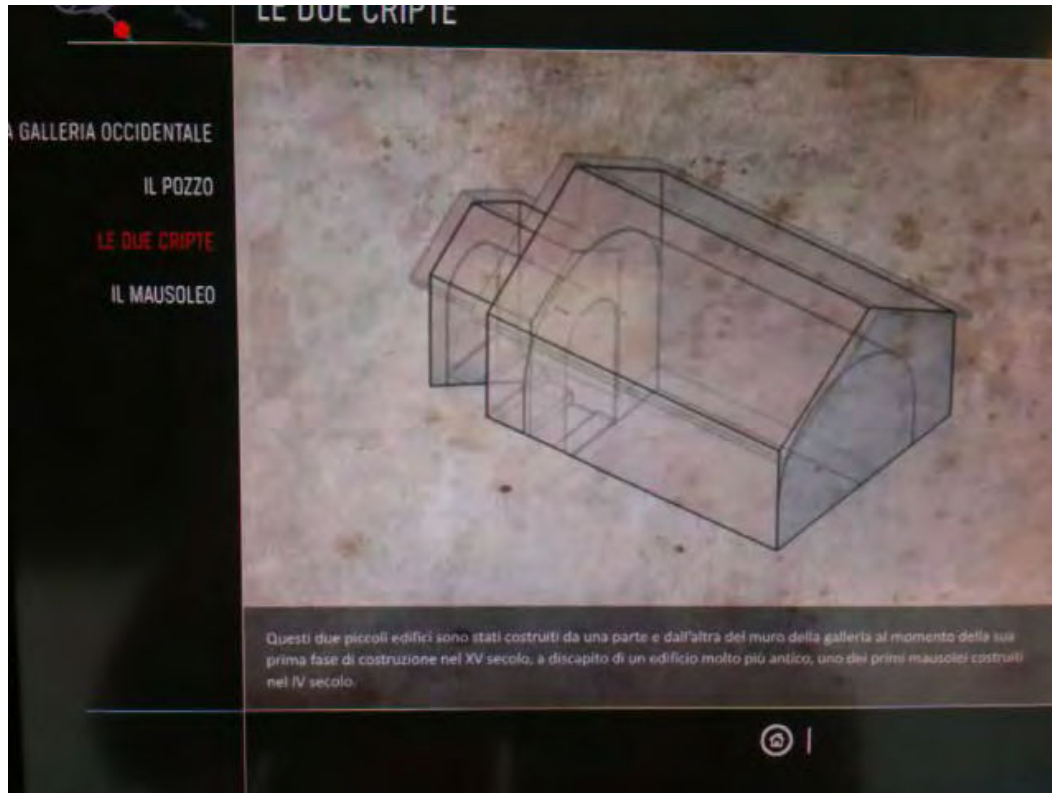 LE DUE CRIPTE
A GALLERIA OCCIDENTALE
IL POZZO
LE DUE CRIPTE
IL MAUSOLEO
Questi due piccoli edifici sono stati costruiti da una parte e dall'altra del muro della galleria al momento della sua
prima fase di costruzione nel XV secolo, a discapito di un edificio molto più antico, uno dei primi mausolei costruiti
nel IV secolo.